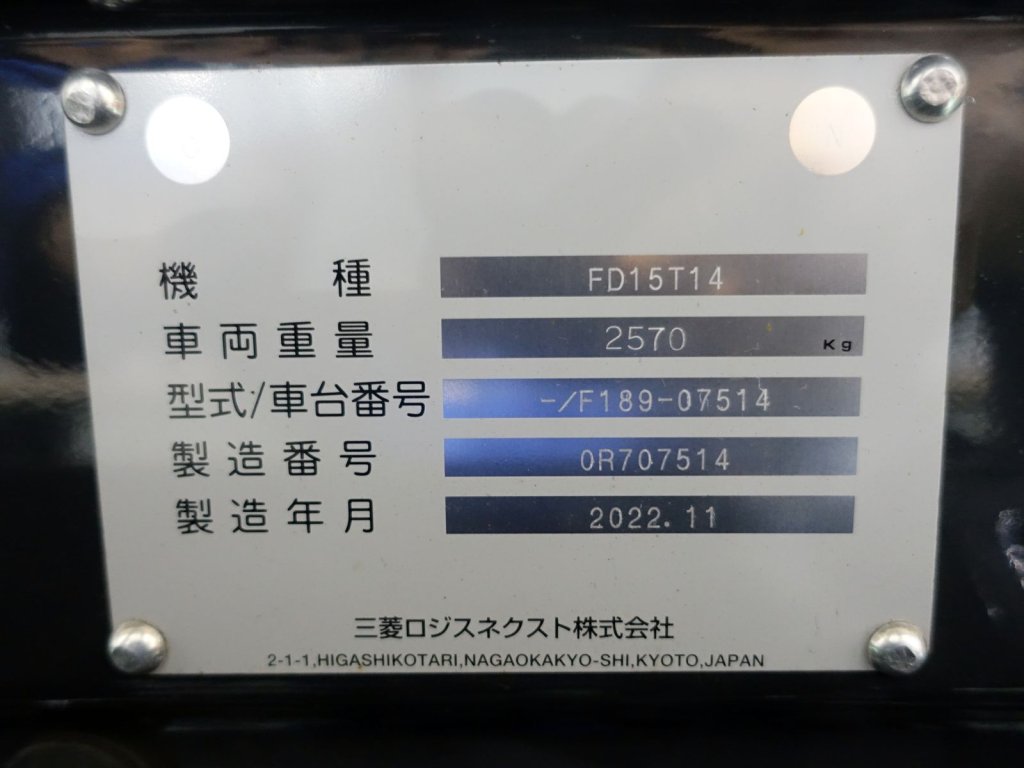 機種 FD15T14
車両重量 2570 Kg
型式/車台番号 -/F189-07514
製造番号 0R707514
製造年月 2022.11
三菱ロジスネクスト株式会社
2-1-1,HIGASHIKOTARI,NAGAOKAKYO-SHI,KYOTO,JAPAN